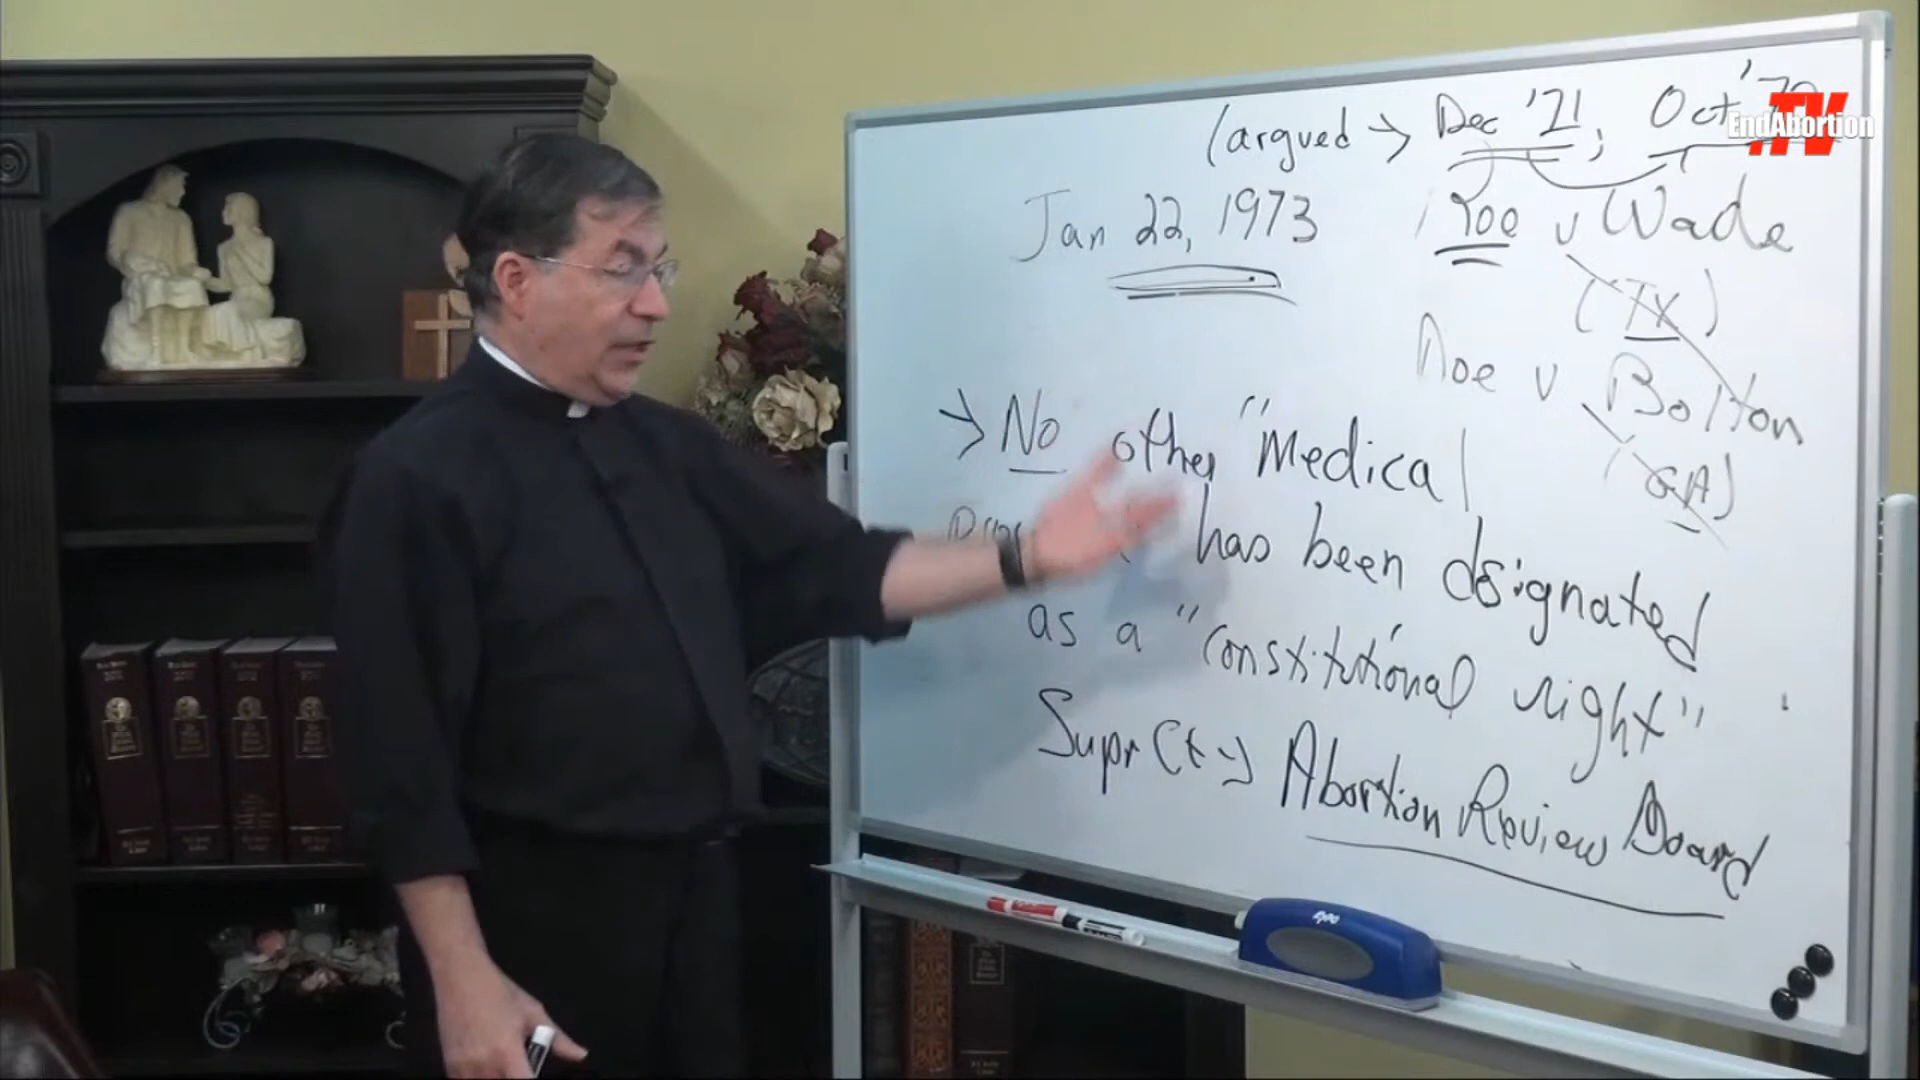 (argued → Dec '71; Oct '72
.TV
EndAbortion
Jan 22, 1973 Roe v Wade
(TX)
Doe v Bolton
(GA)
→ No other "Medical
has been designated
as a "constitutional right"
Supr Ct → Abortion Review Board
expo